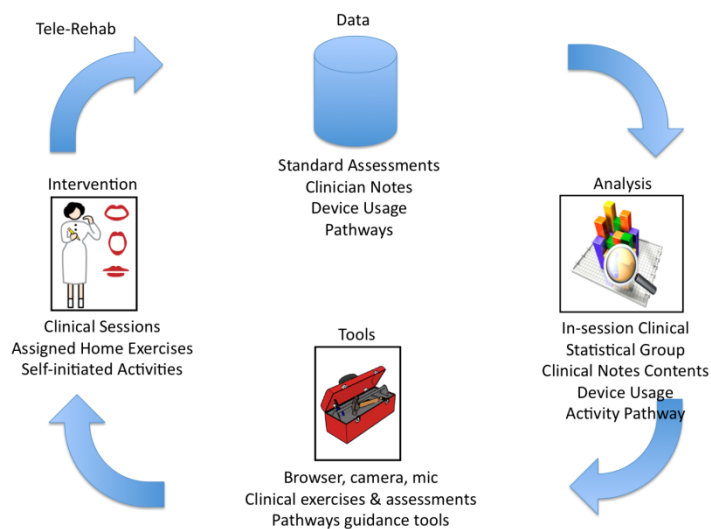 Tele-Rehab
Data
Standard Assessments
Clinician Notes
Device Usage
Pathways
Intervention
Clinical Sessions
Assigned Home Exercises
Self-initiated Activities
Analysis
In-session Clinical
Statistical Group
Clinical Notes Contents
Device Usage
Activity Pathway
Tools
Browser, camera, mic
Clinical exercises & assessments
Pathways guidance tools